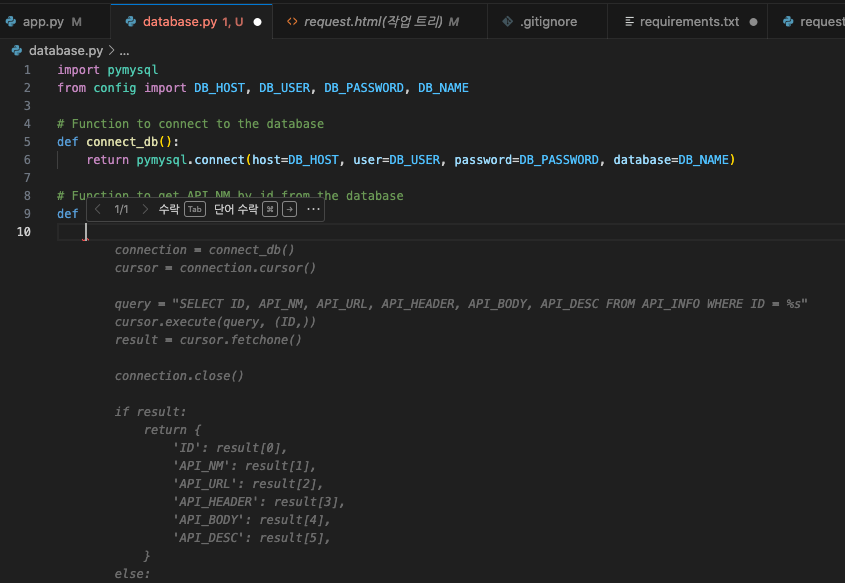 app.py M database.py 1, U request.html(작업 트리) M .gitignore requirements.txt request
database.py > ...
1 import pymysql
2 from config import DB_HOST, DB_USER, DB_PASSWORD, DB_NAME
3
4 # Function to connect to the database
5 def connect_db():
6 return pymysql.connect(host=DB_HOST, user=DB_USER, password=DB_PASSWORD, database=DB_NAME)
7
8 # Function to get API_NM by id from the database
9 def
1/1 수락 Tab 단어 수락 ⌘ → ...
10
connection = connect_db()
cursor = connection.cursor()
query = "SELECT ID, API_NM, API_URL, API_HEADER, API_BODY, API_DESC FROM API_INFO WHERE ID = %s"
cursor.execute(query, (ID,))
result = cursor.fetchone()
connection.close()
if result:
return {
'ID': result[0],
'API_NM': result[1],
'API_URL': result[2],
'API_HEADER': result[3],
'API_BODY': result[4],
'API_DESC': result[5],
}
else: